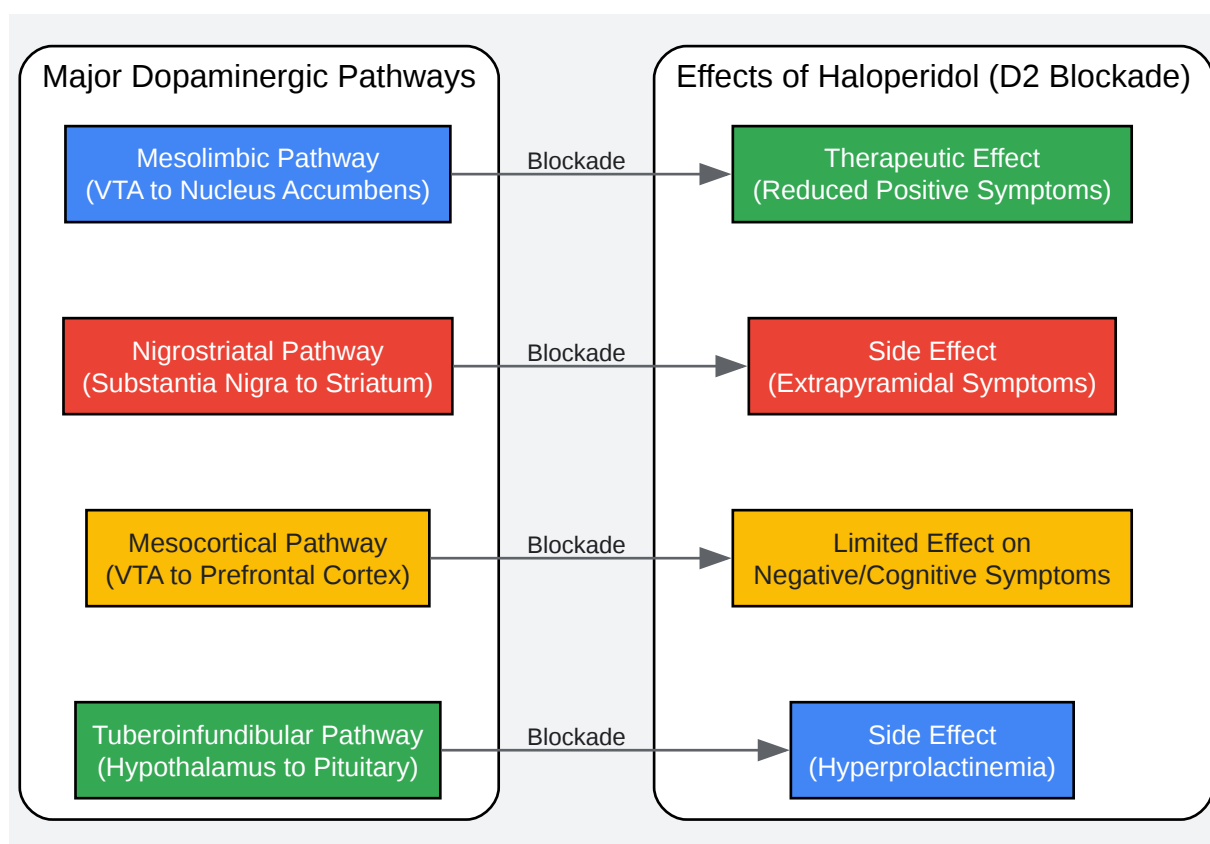 Major Dopaminergic Pathways
Effects of Haloperidol (D2 Blockade)
Mesolimbic Pathway
(VTA to Nucleus Accumbens)
Blockade
Therapeutic Effect
(Reduced Positive Symptoms)
Nigrostriatal Pathway
(Substantia Nigra to Striatum)
Blockade
Side Effect
(Extrapyramidal Symptoms)
Mesocortical Pathway
(VTA to Prefrontal Cortex)
Blockade
Limited Effect on
Negative/Cognitive Symptoms
Tuberoinfundibular Pathway
(Hypothalamus to Pituitary)
Blockade
Side Effect
(Hyperprolactinemia)